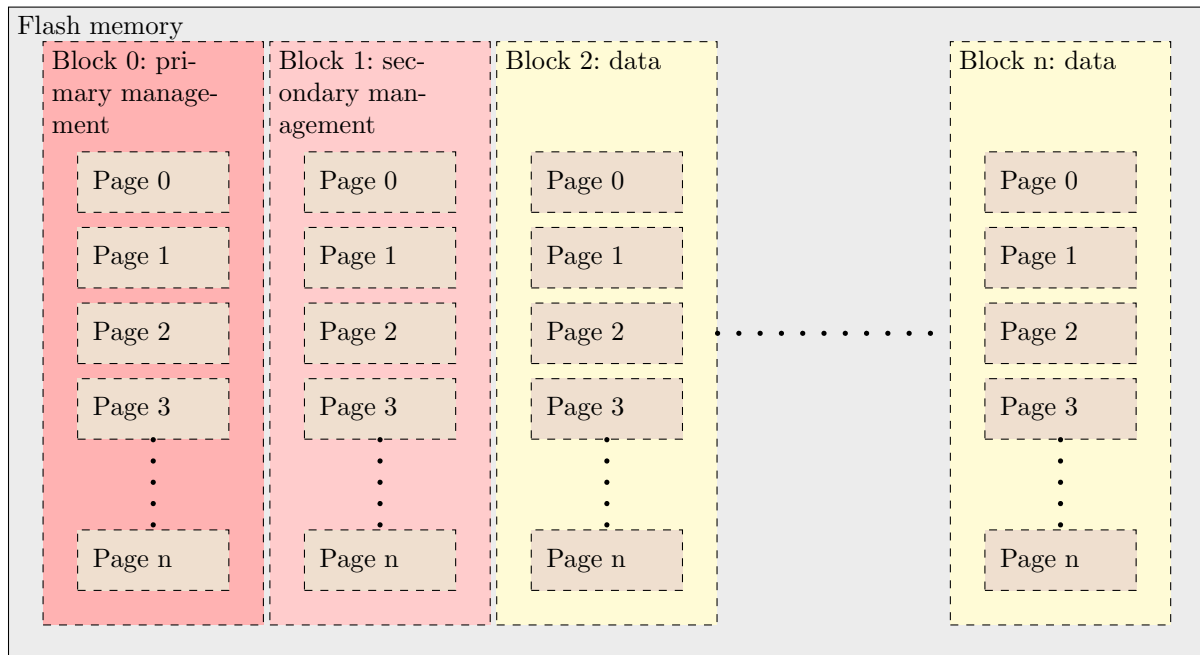 Flash memory
Block 0: pri-
mary manage-
ment
Page 0
Page 1
Page 2
Page 3
Page n
Block 1: sec-
ondary man-
agement
Page 0
Page 1
Page 2
Page 3
Page n
Block 2: data
Page 0
Page 1
Page 2
Page 3
Page n
Block n: data
Page 0
Page 1
Page 2
Page 3
Page n